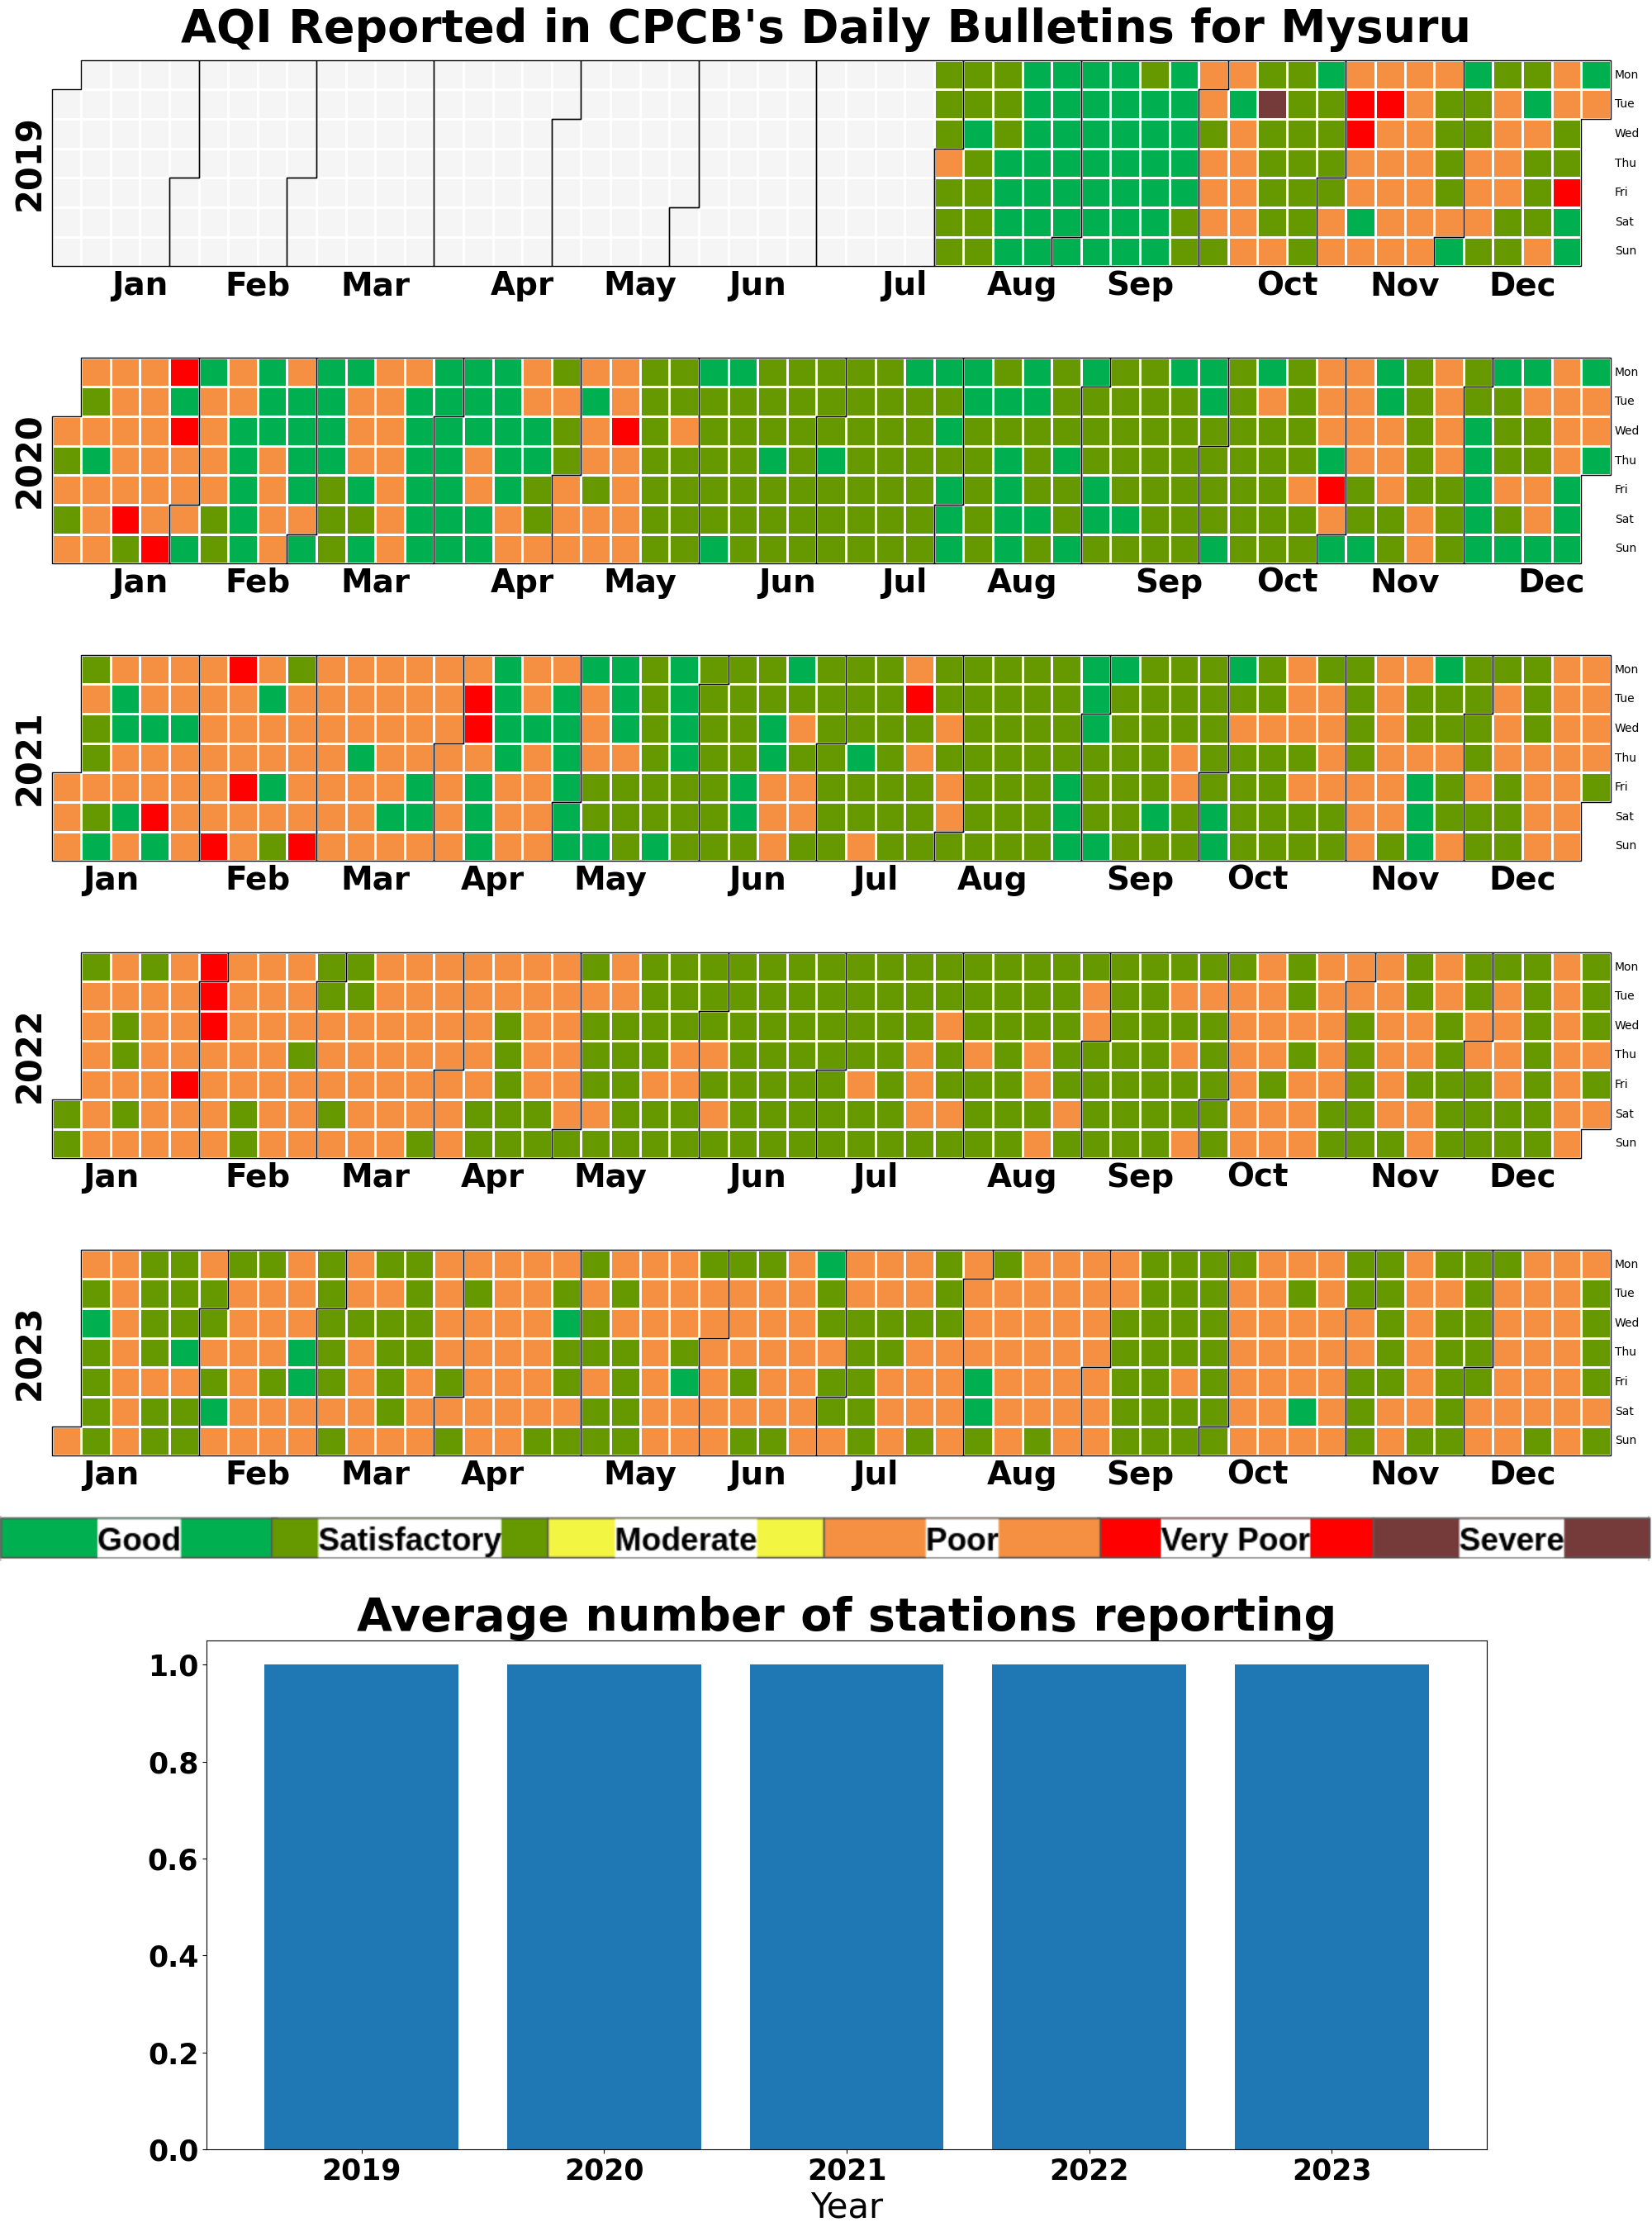 AQI Reported in CPCB's Daily Bulletins for Mysuru
2019
Mon
Tue
Wed
Thu
Fri
Sat
Sun
Jan Feb Mar Apr May Jun Jul Aug Sep Oct Nov Dec
2020
Mon
Tue
Wed
Thu
Fri
Sat
Sun
Jan Feb Mar Apr May Jun Jul Aug Sep Oct Nov Dec
2021
Mon
Tue
Wed
Thu
Fri
Sat
Sun
Jan Feb Mar Apr May Jun Jul Aug Sep Oct Nov Dec
2022
Mon
Tue
Wed
Thu
Fri
Sat
Sun
Jan Feb Mar Apr May Jun Jul Aug Sep Oct Nov Dec
2023
Mon
Tue
Wed
Thu
Fri
Sat
Sun
Jan Feb Mar Apr May Jun Jul Aug Sep Oct Nov Dec
Good Satisfactory Moderate Poor Very Poor Severe
Average number of stations reporting
1.0
0.8
0.6
0.4
0.2
0.0
2019 2020 2021 2022 2023
Year